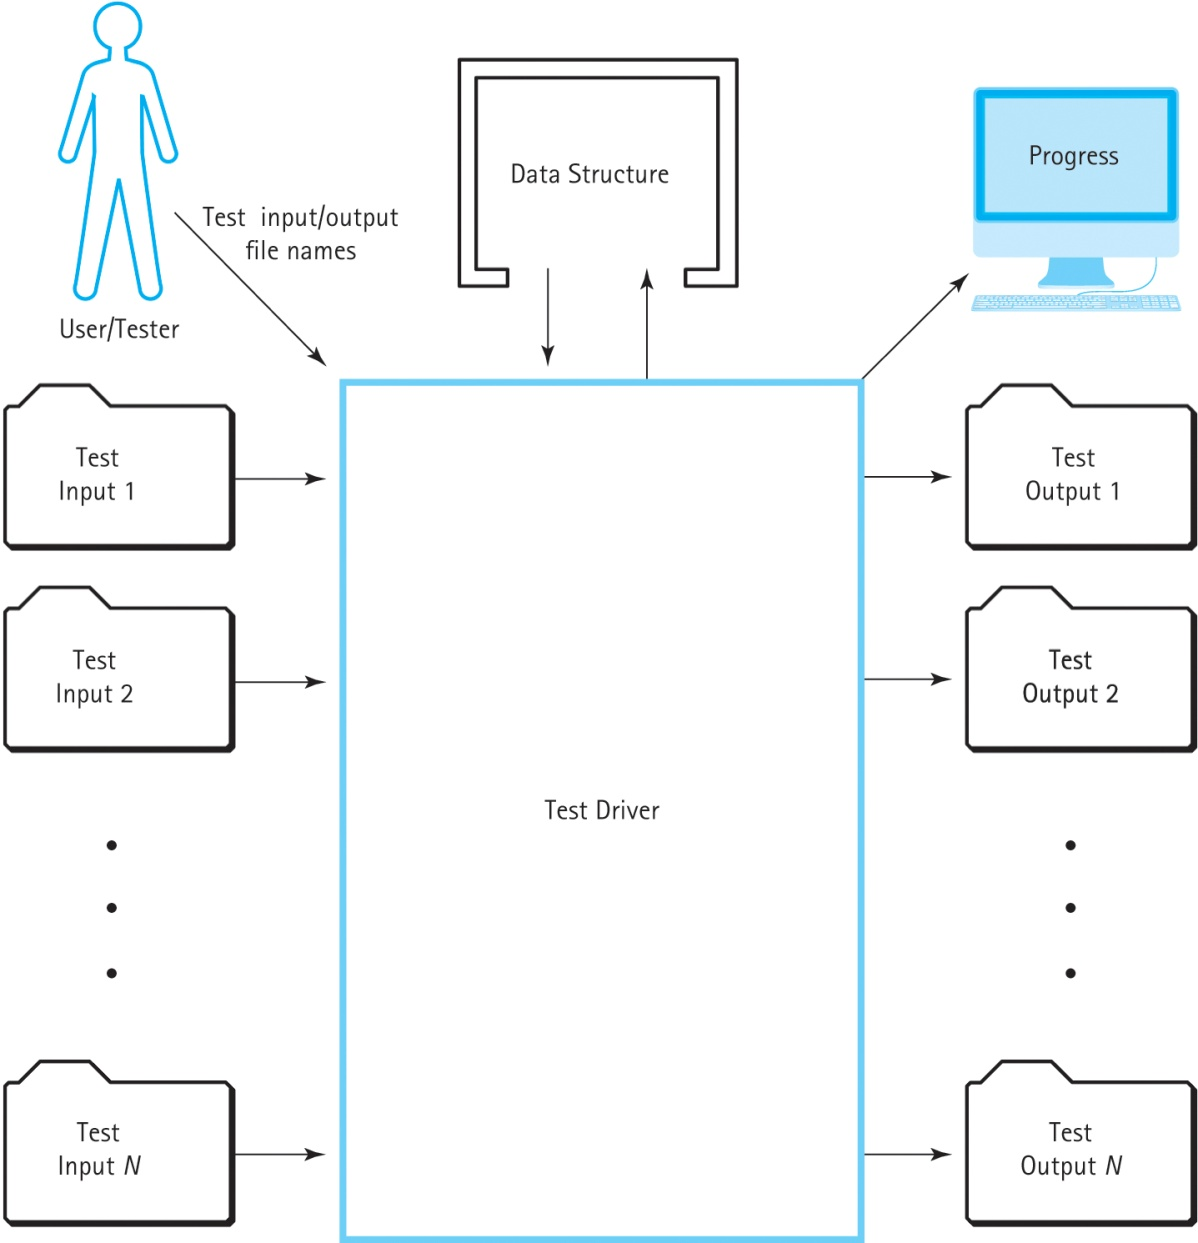 Data Structure
Progress
Test input/output
file names
User/Tester
Test
Input 1
Test
Output 1
Test
Input 2
Test
Output 2
Test Driver
Test
Input N
Test
Output N